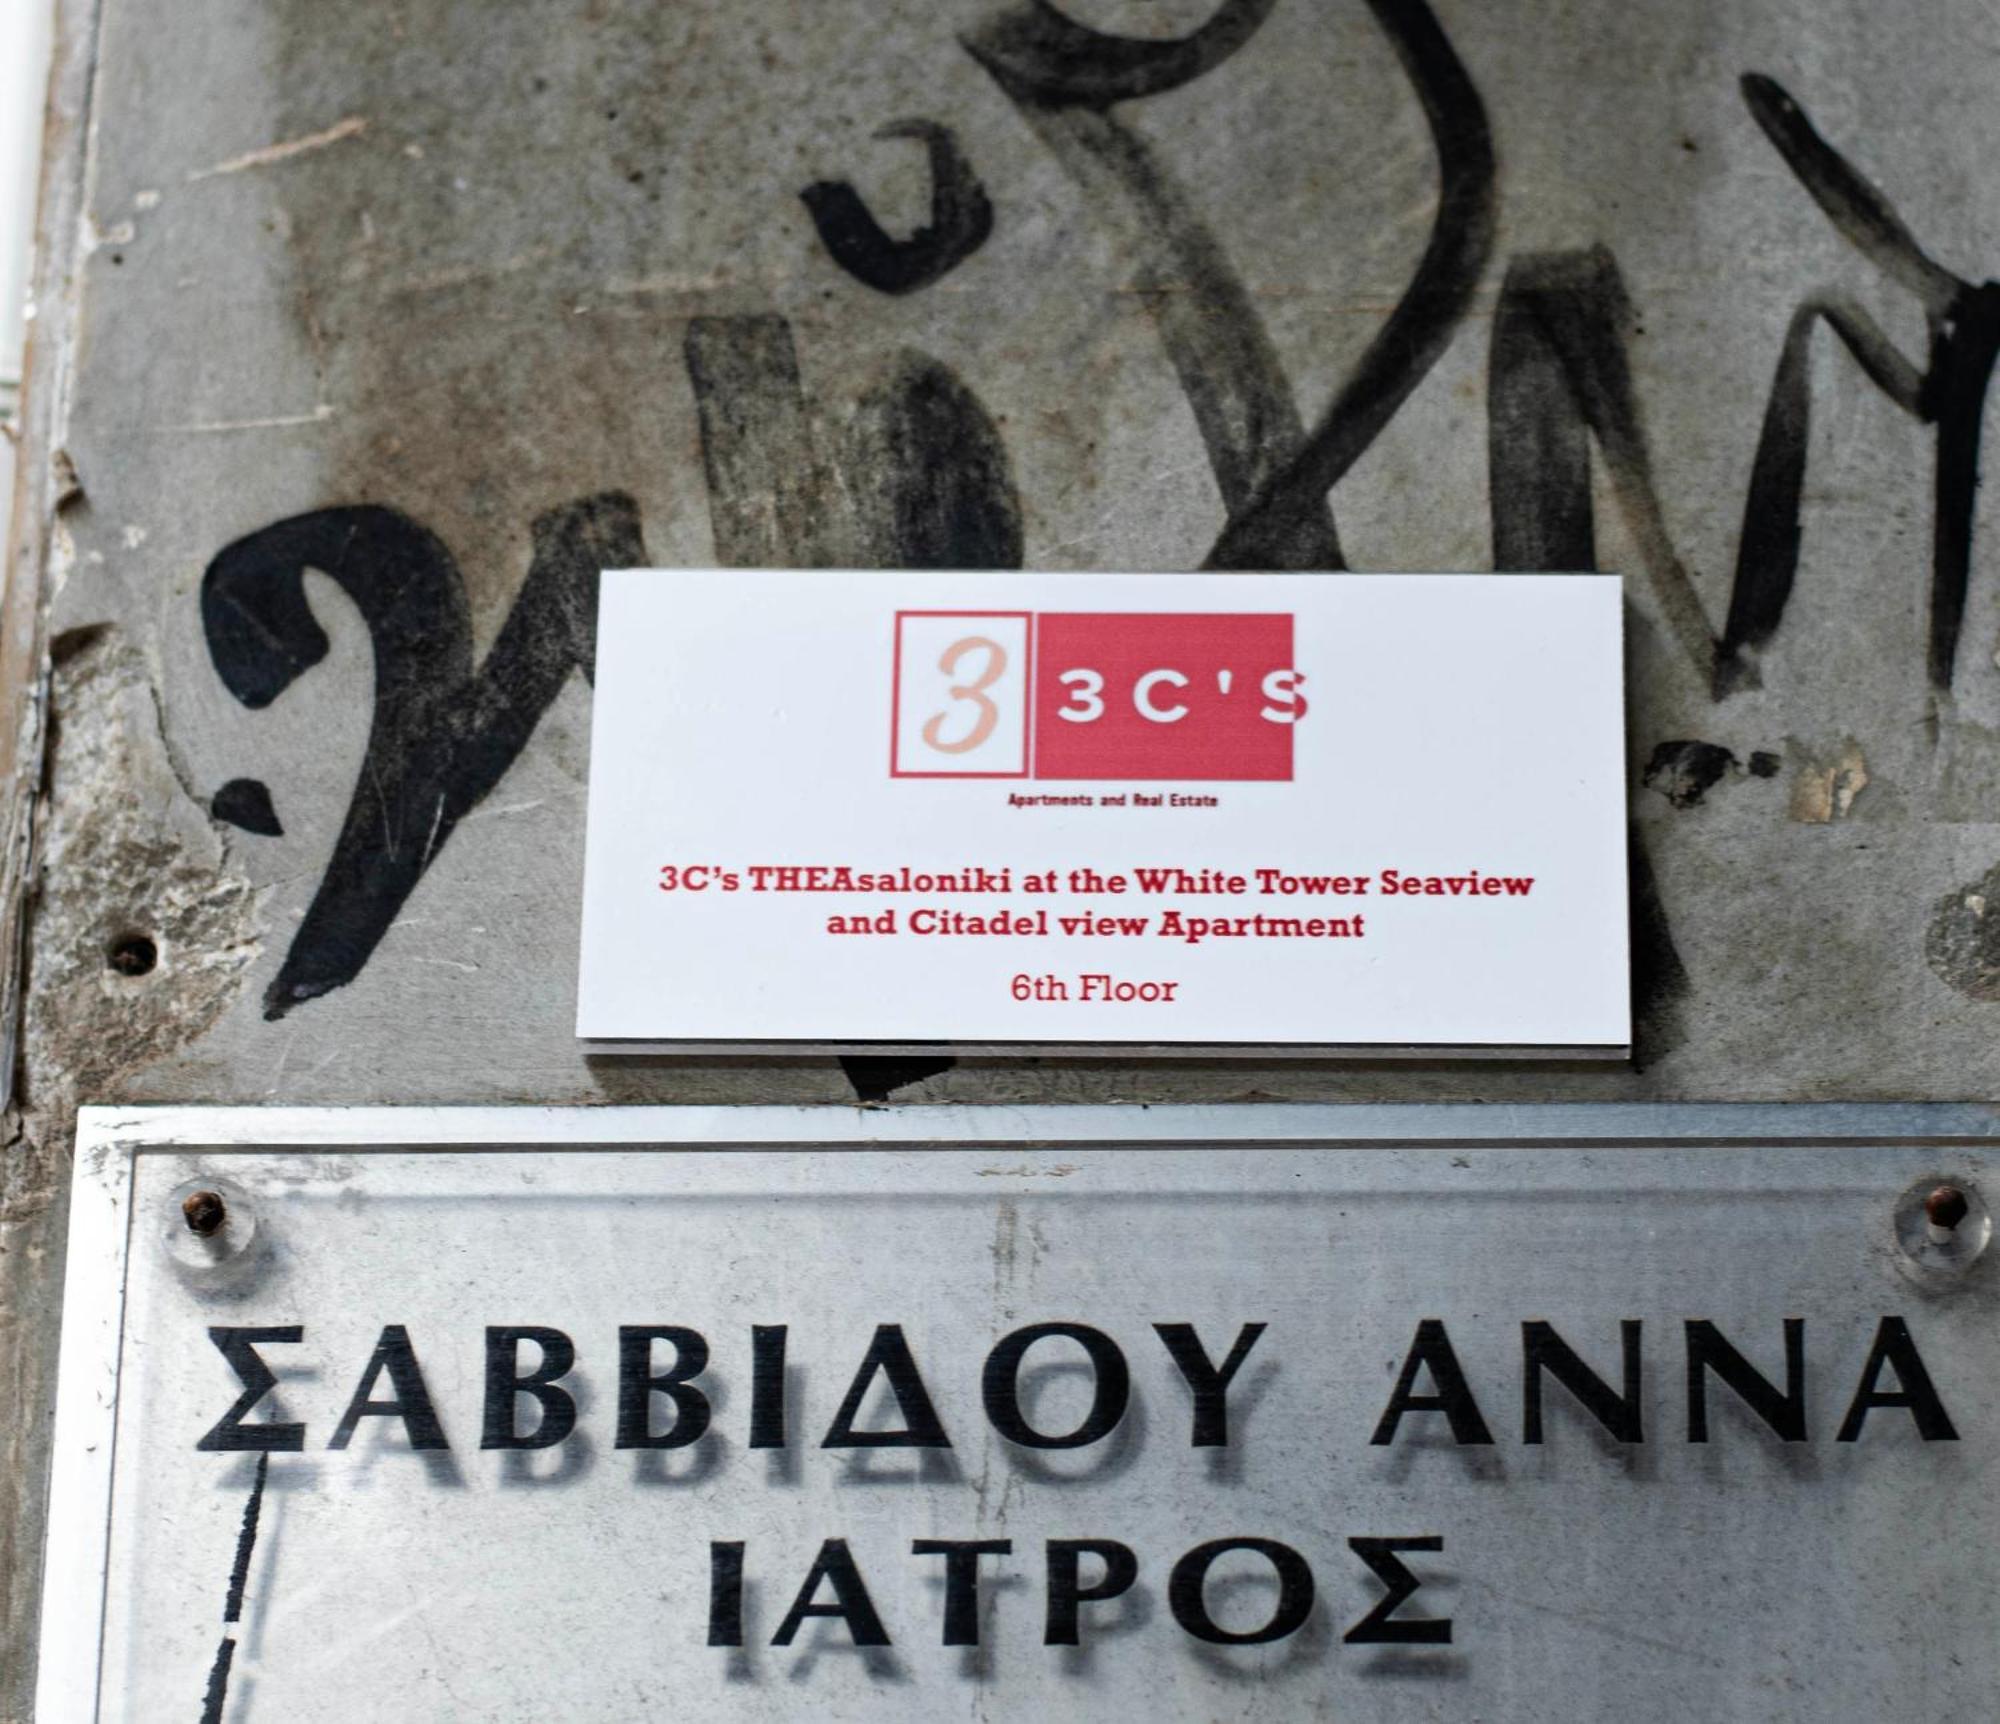 3 3C'S
Apartments and Real Estate
3C's THEAsaloniki at the White Tower Seaview
and Citadel view Apartment
6th Floor
ΣΑΒΒΙΔΟΥ ΑΝΝΑ
ΙΑΤΡΟΣ